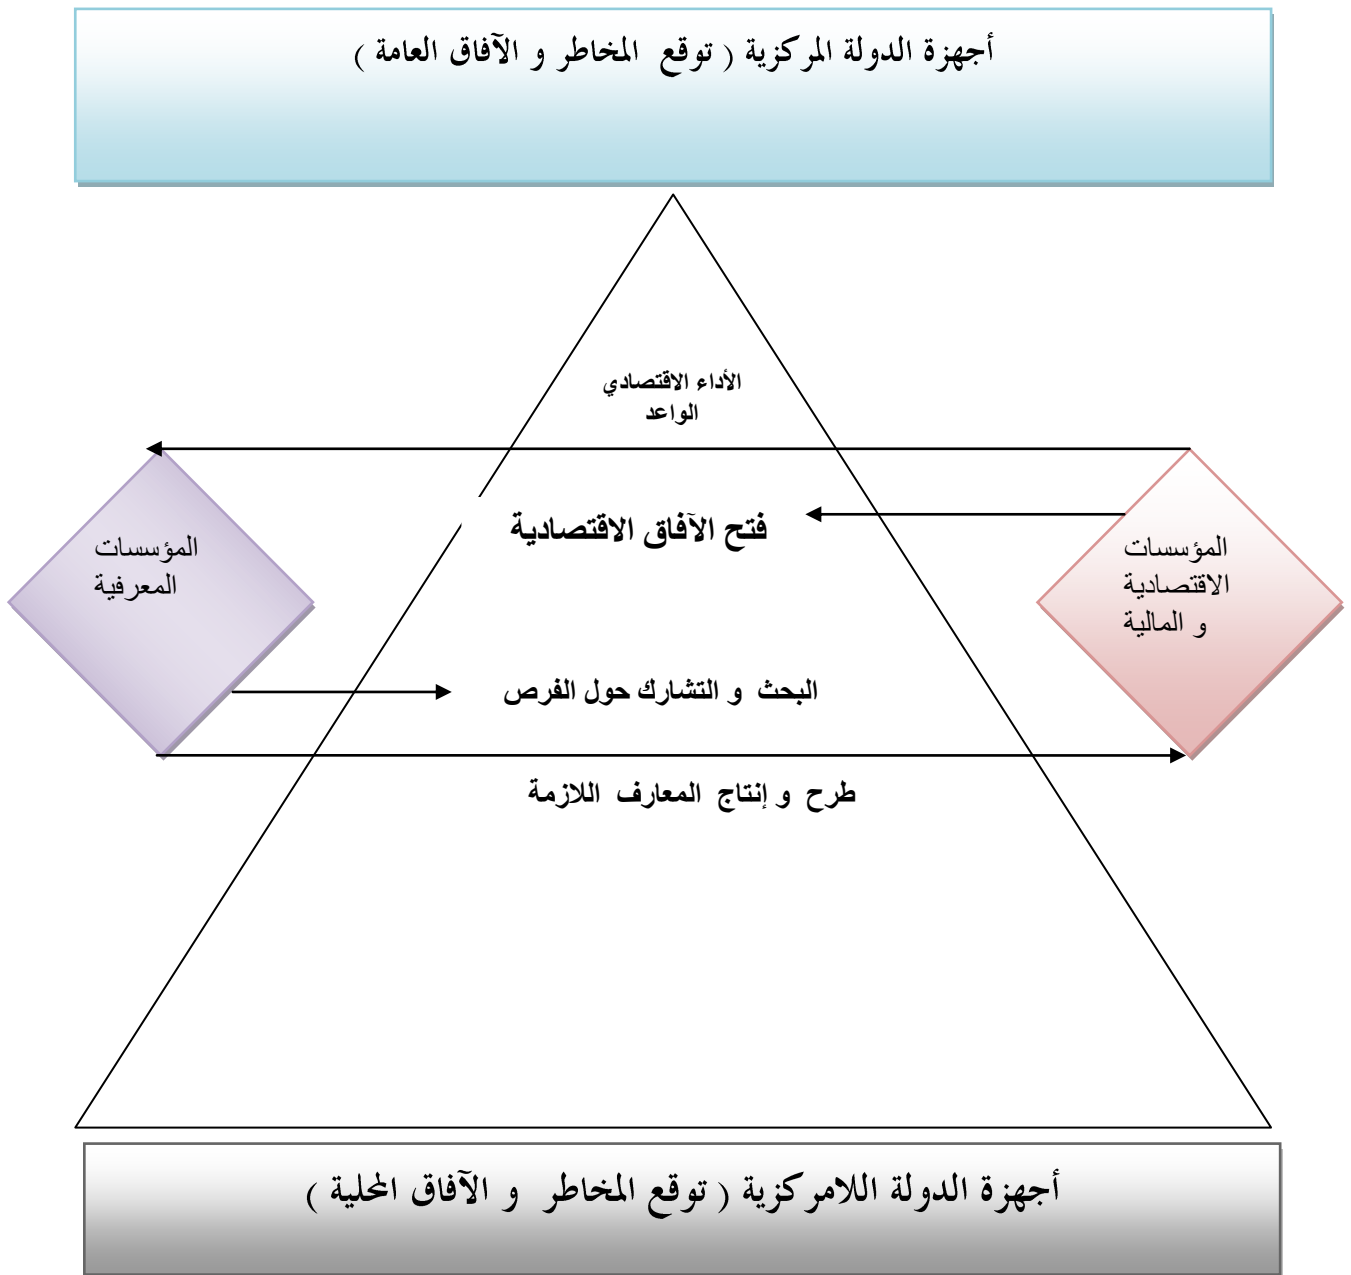 أجهزة الدولة المركزية ( توقع المخاطر و الآفاق العامة )
الأداء الاقتصادي
الواعد
فتح الآفاق الاقتصادية
المؤسسات
الاقتصادية
و المالية
المؤسسات
المعرفية
البحث و التشارك حول الفرص
طرح و إنتاج المعارف اللازمة
أجهزة الدولة اللامركزية ( توقع المخاطر و الآفاق المحلية )